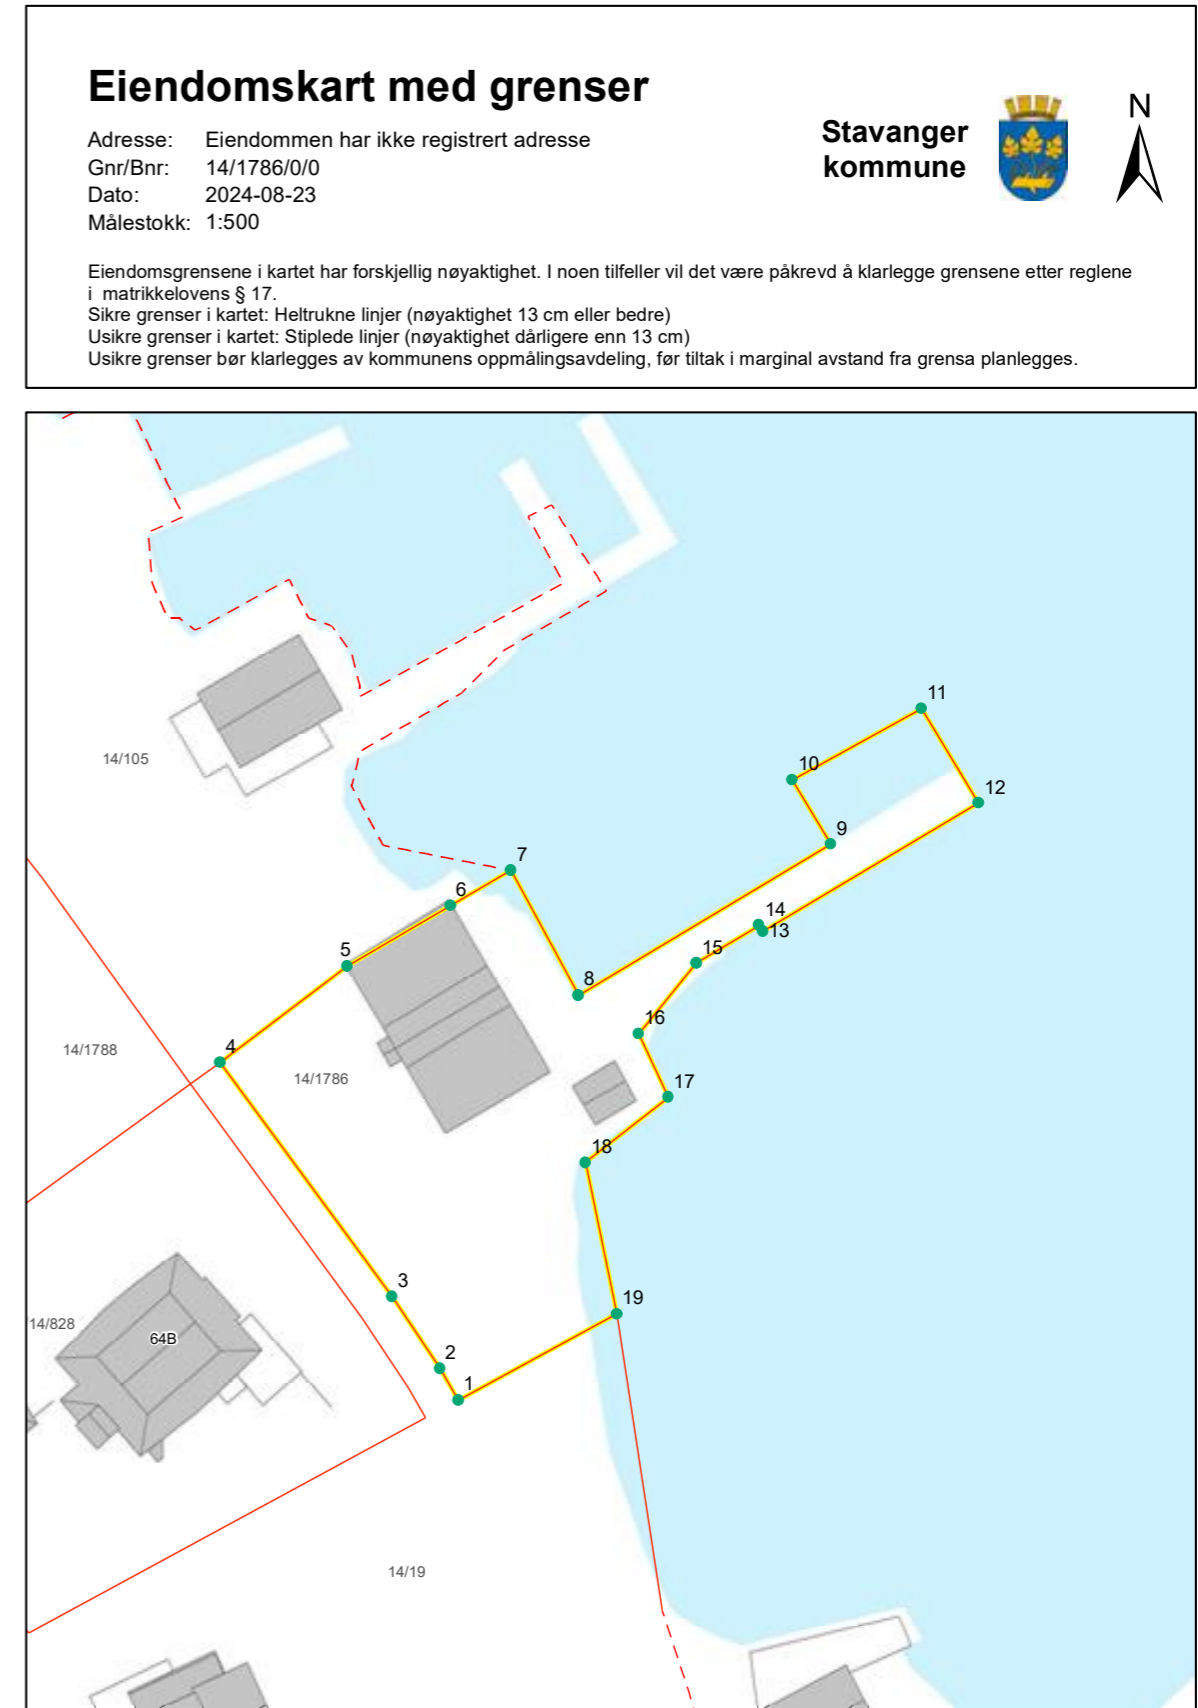 Eiendomskart med grenser
Adresse: Eiendommen har ikke registrert adresse
Gnr/Bnr: 14/1786/0/0
Dato: 2024-08-23
Målestokk: 1:500
Stavanger
kommune
N
Eiendomsgrensene i kartet har forskjellig nøyaktighet. I noen tilfeller vil det være påkrevd å klarlegge grensene etter reglene
i matrikkelovens § 17.
Sikre grenser i kartet: Heltrukne linjer (nøyaktighet 13 cm eller bedre)
Usikre grenser i kartet: Stiplede linjer (nøyaktighet dårligere enn 13 cm)
Usikre grenser bør klarlegges av kommunens oppmålingsavdeling, før tiltak i marginal avstand fra grensa planlegges.
11
14/105
10
12
9
7
6
14
13
5
15
8
16
4
14/1788
14/1786
17
18
3
19
14/828
64B
2
1
14/19